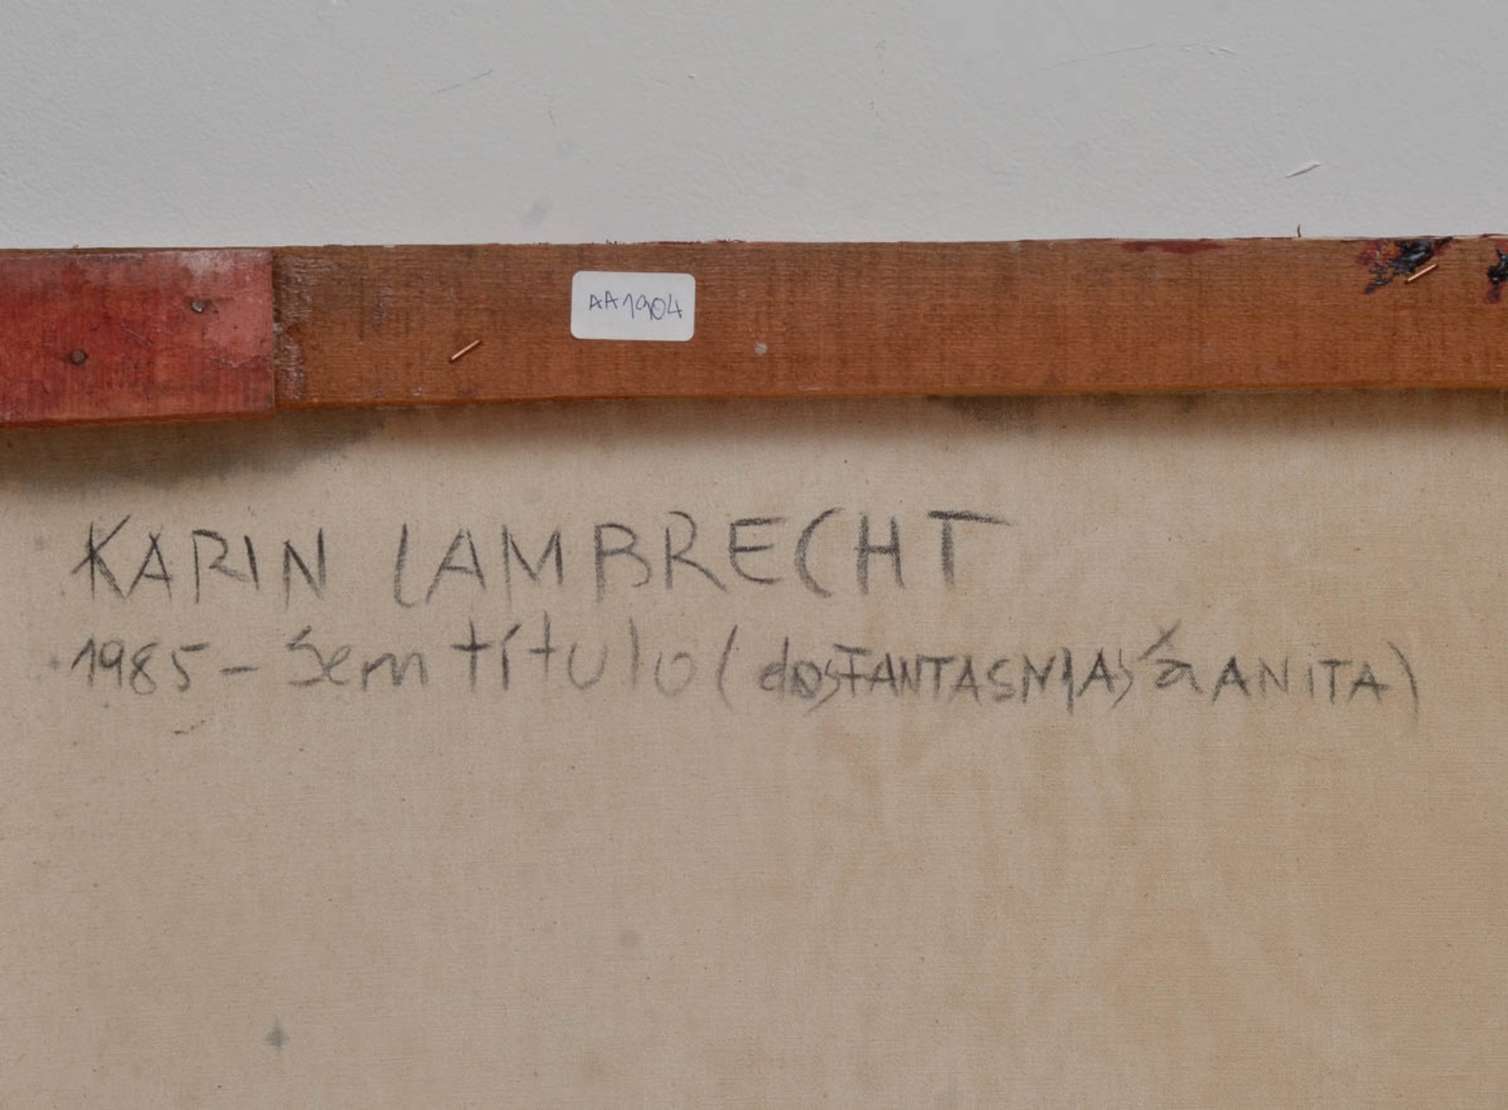 AA1904
KARIN LAMBRECHT
1985 - Sem título (dos FANTASMAS à ANITA)